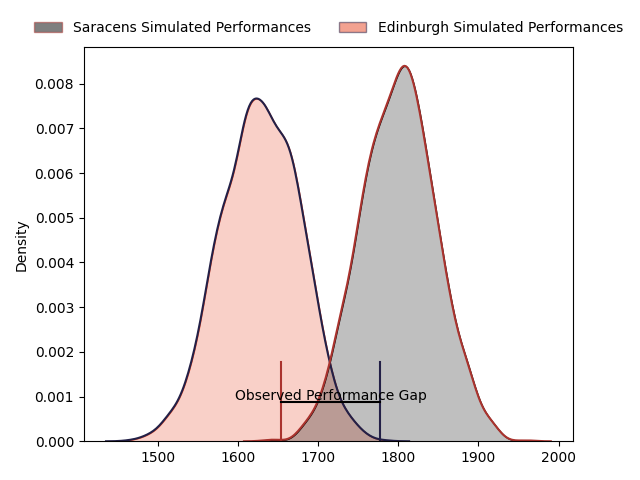 Saracens Simulated Performances
Edinburgh Simulated Performances
0.008
0.007
0.006
0.005
0.004
0.003
0.002
0.001
0.000
Density
Observed Performance Gap
1500 1600 1700 1800 1900 2000